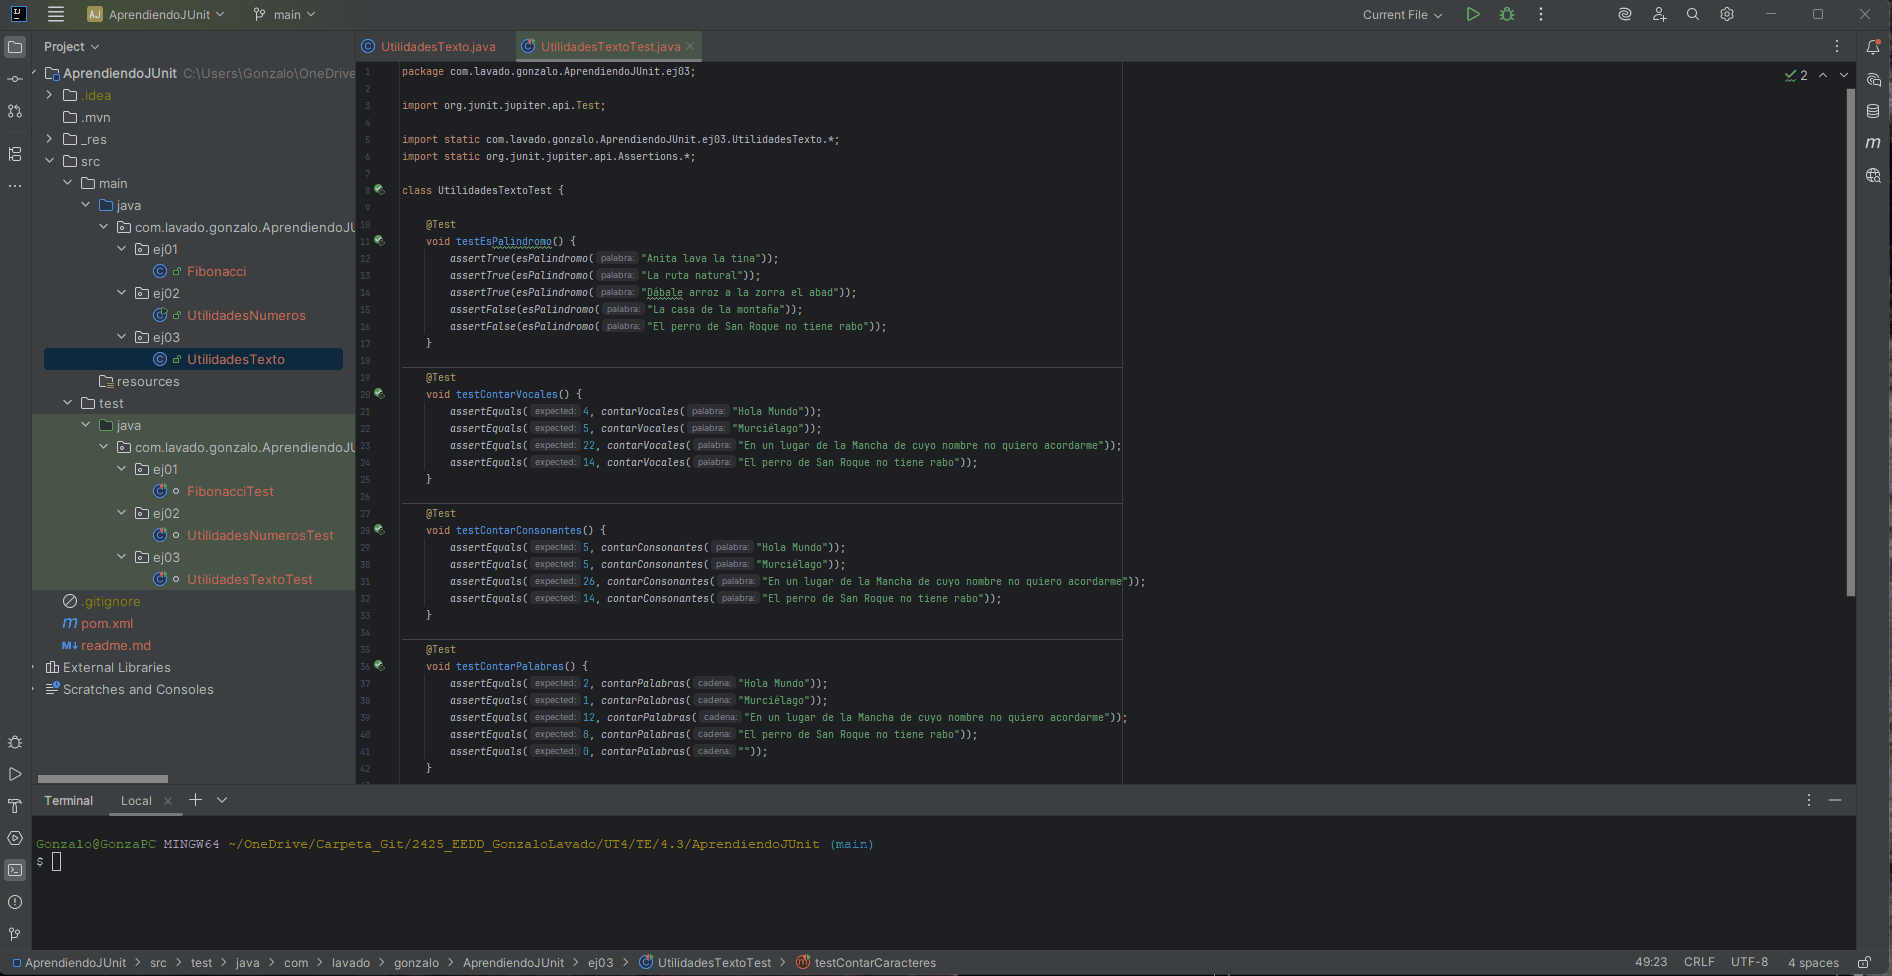 AJ AprendiendoJUnit main Current File
Project
UtilidadesTexto.java UtilidadesTextoTest.java
AprendiendoJUnit C:\Users\Gonzalo\OneDrive
.idea
.mvn
_res
src
main
java
com.lavado.gonzalo.AprendiendoJU
ej01
Fibonacci
ej02
UtilidadesNumeros
ej03
UtilidadesTexto
resources
test
java
com.lavado.gonzalo.AprendiendoJU
ej01
FibonacciTest
ej02
UtilidadesNumerosTest
ej03
UtilidadesTextoTest
.gitignore
pom.xml
readme.md
External Libraries
Scratches and Consoles
2
1 package com.lavado.gonzalo.AprendiendoJUnit.ej03;
2
3 import org.junit.jupiter.api.Test;
4
5 import static com.lavado.gonzalo.AprendiendoJUnit.ej03.UtilidadesTexto.*;
6 import static org.junit.jupiter.api.Assertions.*;
7
8 class UtilidadesTextoTest {
9
10 @Test
11 void testEsPalindromo() {
12 assertTrue(esPalindromo( palabra: "Anita lava la tina"));
13 assertTrue(esPalindromo( palabra: "La ruta natural"));
14 assertTrue(esPalindromo( palabra: "Dábale arroz a la zorra el abad"));
15 assertFalse(esPalindromo( palabra: "La casa de la montaña"));
16 assertFalse(esPalindromo( palabra: "El perro de San Roque no tiene rabo"));
17 }
18
19 @Test
20 void testContarVocales() {
21 assertEquals( expected: 4, contarVocales( palabra: "Hola Mundo"));
22 assertEquals( expected: 5, contarVocales( palabra: "Murciélago"));
23 assertEquals( expected: 22, contarVocales( palabra: "En un lugar de la Mancha de cuyo nombre no quiero acordarme"));
24 assertEquals( expected: 14, contarVocales( palabra: "El perro de San Roque no tiene rabo"));
25 }
26
27 @Test
28 void testContarConsonantes() {
29 assertEquals( expected: 5, contarConsonantes( palabra: "Hola Mundo"));
30 assertEquals( expected: 5, contarConsonantes( palabra: "Murciélago"));
31 assertEquals( expected: 26, contarConsonantes( palabra: "En un lugar de la Mancha de cuyo nombre no quiero acordarme"));
32 assertEquals( expected: 14, contarConsonantes( palabra: "El perro de San Roque no tiene rabo"));
33 }
34
35 @Test
36 void testContarPalabras() {
37 assertEquals( expected: 2, contarPalabras( cadena: "Hola Mundo"));
38 assertEquals( expected: 1, contarPalabras( cadena: "Murciélago"));
39 assertEquals( expected: 12, contarPalabras( cadena: "En un lugar de la Mancha de cuyo nombre no quiero acordarme"));
40 assertEquals( expected: 8, contarPalabras( cadena: "El perro de San Roque no tiene rabo"));
41 assertEquals( expected: 0, contarPalabras( cadena: ""));
42 }
Terminal Local
Gonzalo@GonzaPC MINGW64 ~/OneDrive/Carpeta_Git/2425_EEDD_GonzaloLavado/UT4/TE/4.3/AprendiendoJUnit (main)
$
AprendiendoJUnit > src > test > java > com > lavado > gonzalo > AprendiendoJUnit > ej03 > UtilidadesTextoTest > testContarCaracteres 49:23 CRLF UTF-8 4 spaces